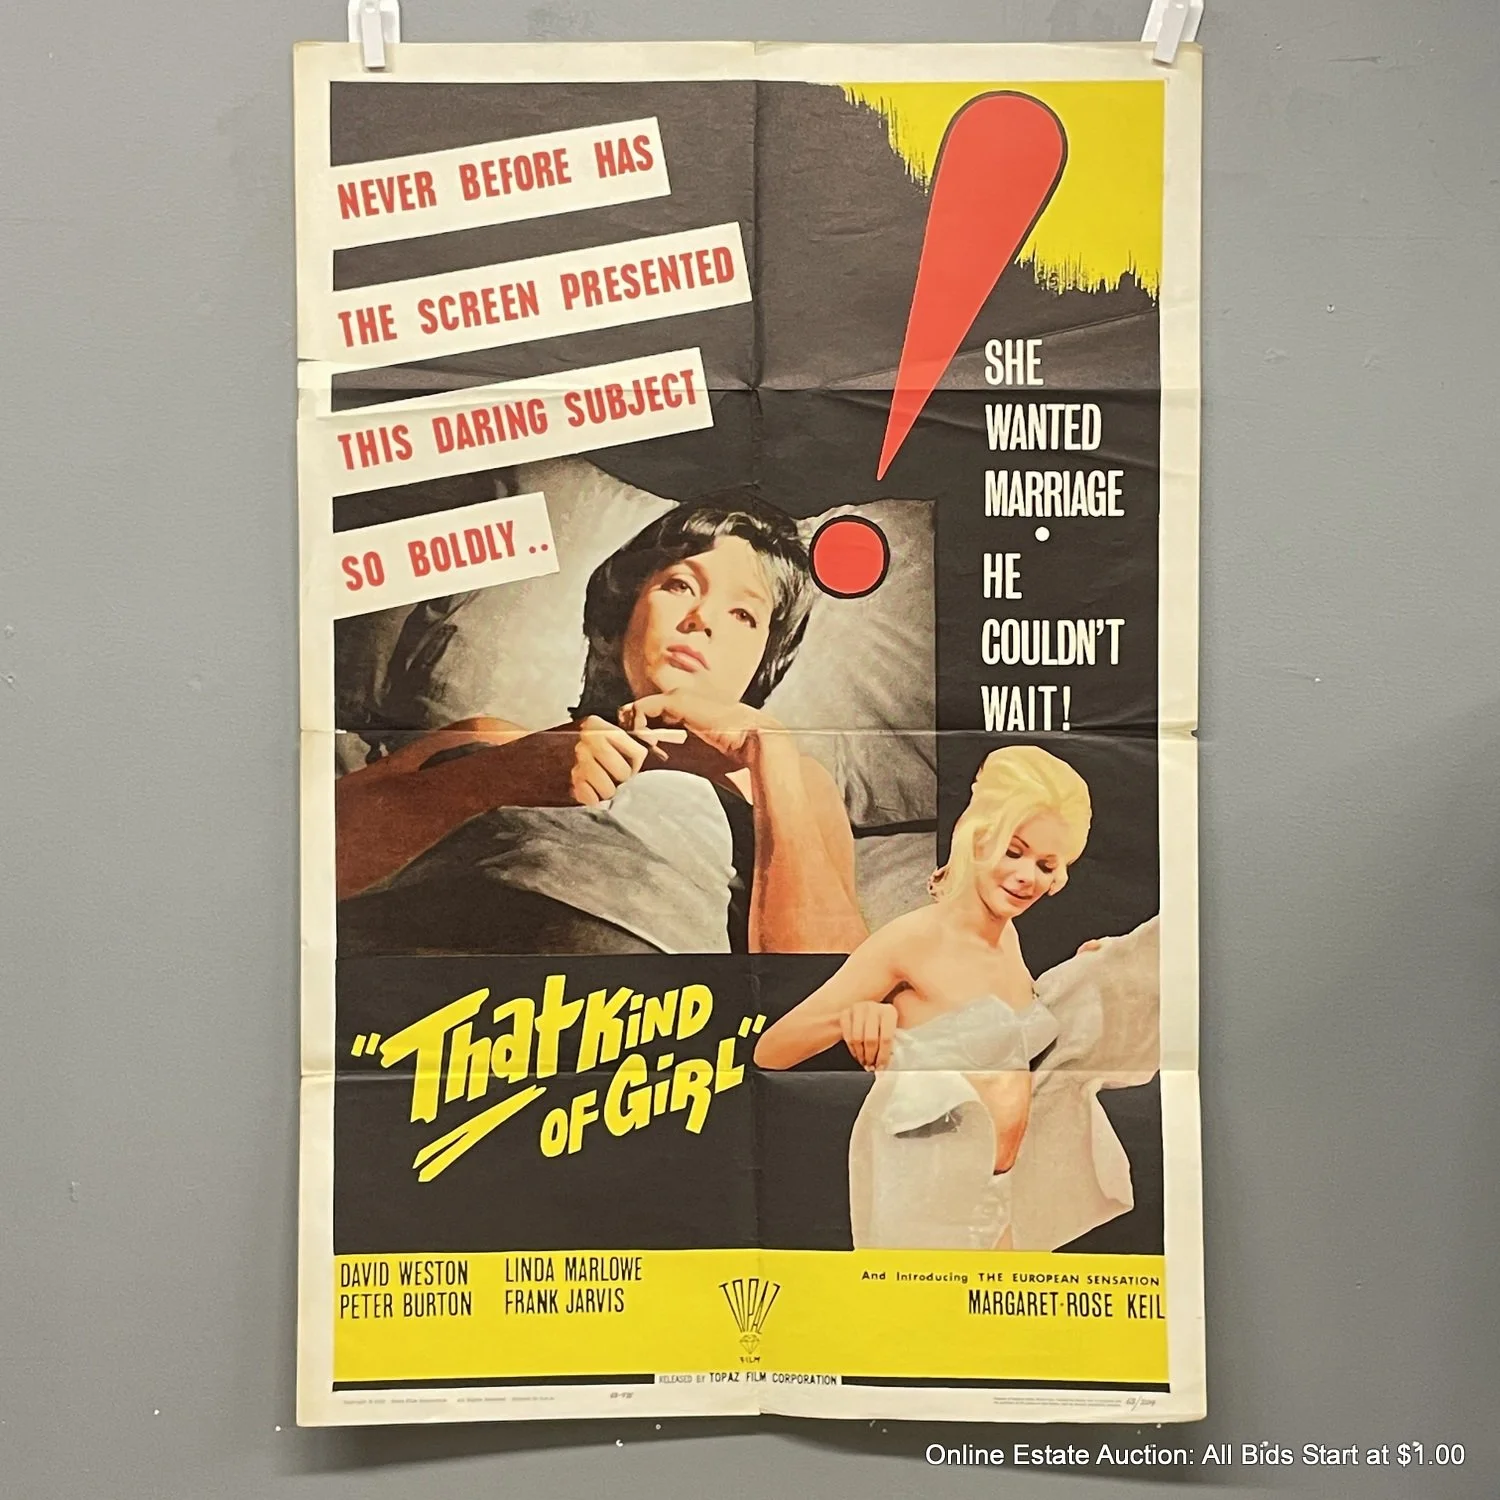 NEVER BEFORE HAS
THE SCREEN PRESENTED
THIS DARING SUBJECT
SO BOLDLY..
SHE
WANTED
MARRIAGE
HE
COULDN'T
WAIT!
"That KiND
OF GiRL"
DAVID WESTON LINDA MARLOWE
PETER BURTON FRANK JARVIS
TOPAZ
FILM
And Introducing THE EUROPEAN SENSATION
MARGARET-ROSE KEIL
RELEASED BY TOPAZ FILM CORPORATION
Online Estate Auction: All Bids Start at $1.00